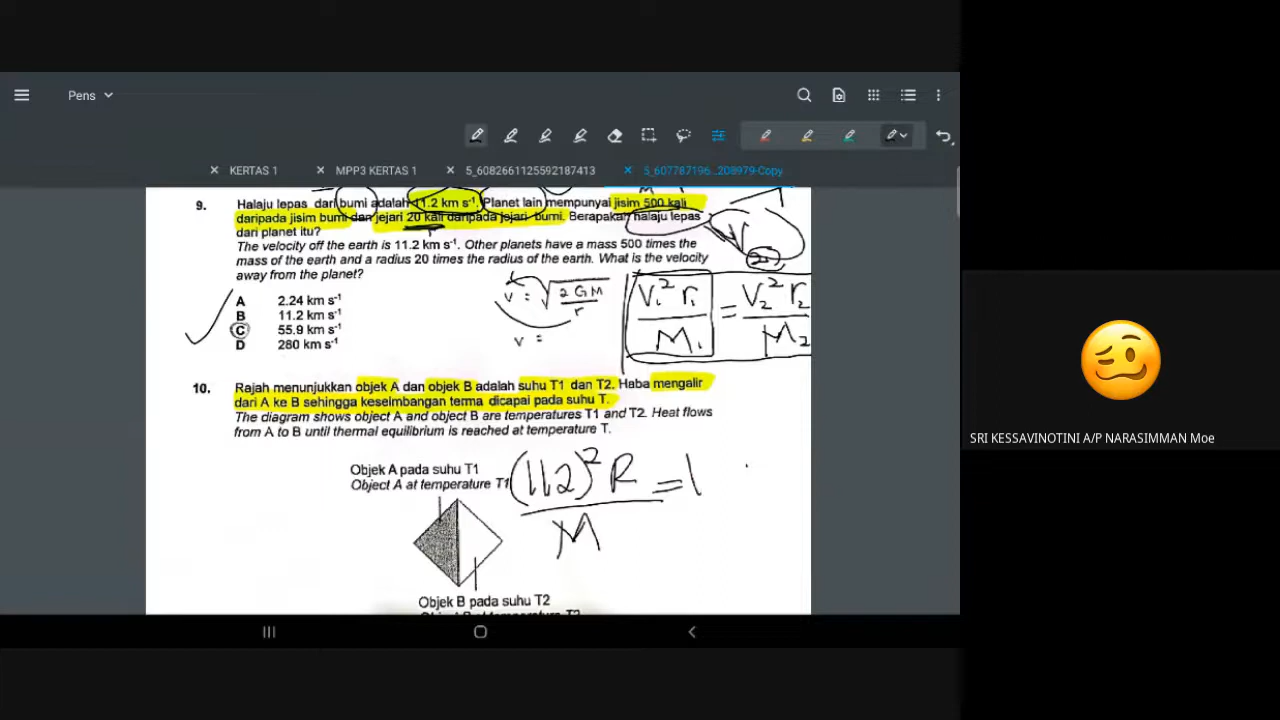 Pens
KERTAS 1
MPP3 KERTAS 1
5_6082661125592187413
5_607787196...208979-Copy
9. Halaju lepas dari bumi adalah 11.2 km s⁻¹. Planet lain mempunyai jisim 500 kali
daripada jisim bumi dan jejari 20 kali daripada jejari bumi. Berapakah halaju lepas
dari planet itu?
The velocity off the earth is 11.2 km s⁻¹. Other planets have a mass 500 times the
mass of the earth and a radius 20 times the radius of the earth. What is the velocity
away from the planet?
A 2.24 km s⁻¹
B 11.2 km s⁻¹
C 55.9 km s⁻¹
D 280 km s⁻¹
v = √(2GM/r)
v =
V₁² r₁ / M₁ = V₂² r₂ / M₂
10. Rajah menunjukkan objek A dan objek B adalah suhu T1 dan T2. Haba mengalir
dari A ke B sehingga keseimbangan terma dicapai pada suhu T.
The diagram shows object A and object B are temperatures T1 and T2. Heat flows
from A to B until thermal equilibrium is reached at temperature T.
Objek A pada suhu T1
Object A at temperature T1
(112)² R / M = 1
Objek B pada suhu T2
SRI KESSAVINOTINI A/P NARASIMMAN Moe